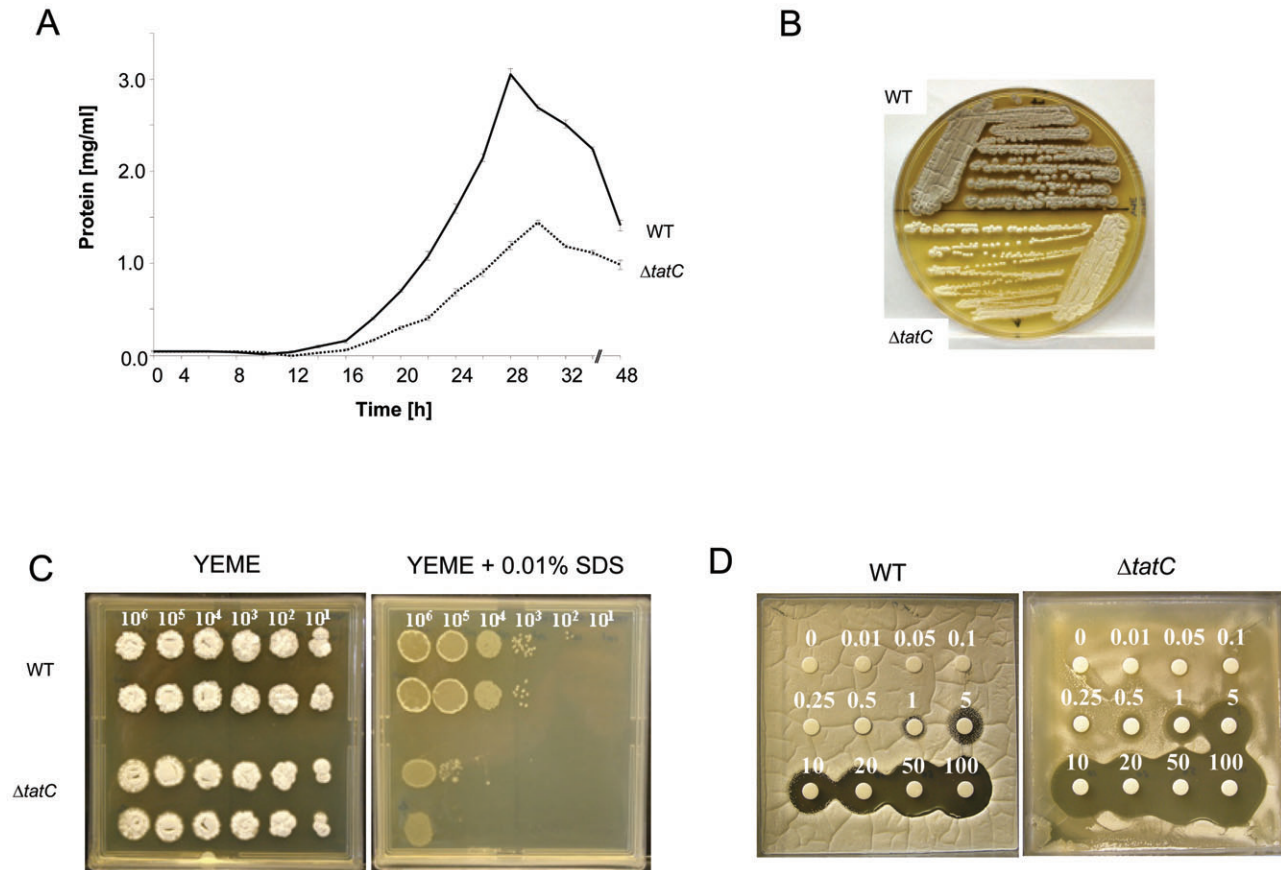 A
B
3.0
2.0
1.0
0.0
Protein [mg/ml]
0 4 8 12 16 20 24 28 32 48
Time [h]
WT
ΔtatC
WT
ΔtatC
C
YEME
YEME + 0.01% SDS
10⁶ 10⁵ 10⁴ 10³ 10² 10¹
10⁶ 10⁵ 10⁴ 10³ 10² 10¹
WT
ΔtatC
D
WT
ΔtatC
0 0.01 0.05 0.1
0.25 0.5 1 5
10 20 50 100
0 0.01 0.05 0.1
0.25 0.5 1 5
10 20 50 100